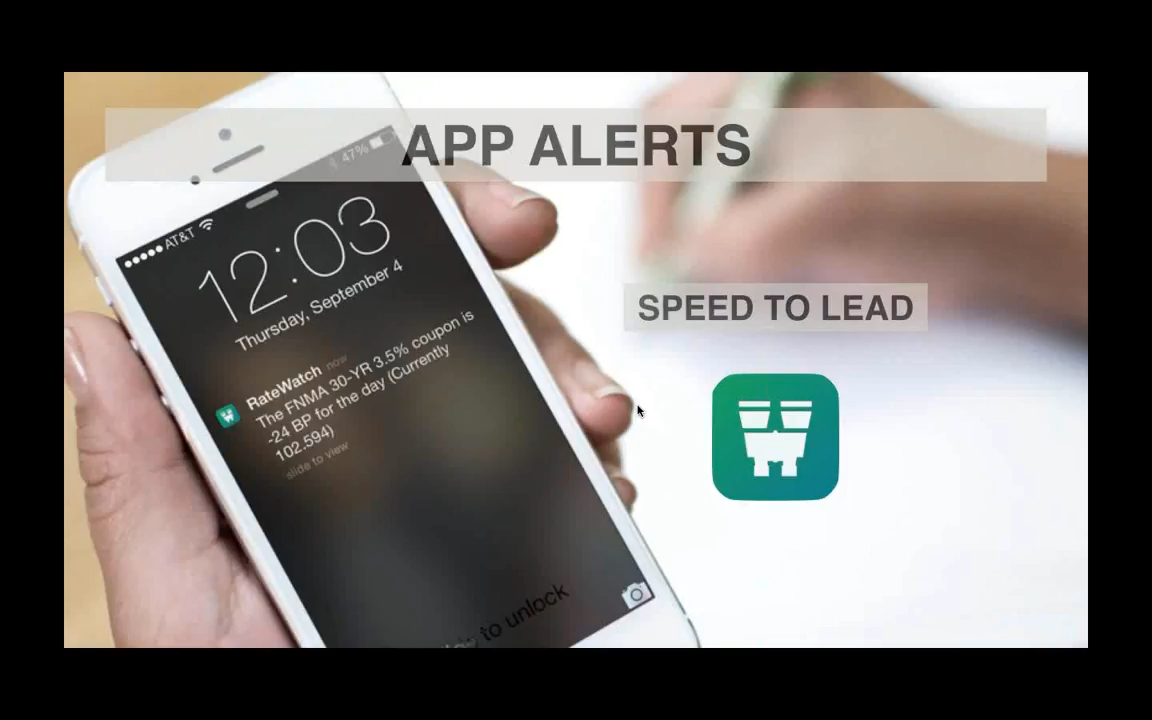 APP ALERTS
47%
AT&T
12:03
Thursday, September 4
SPEED TO LEAD
RateWatch now
The FNMA 30-YR 3.5% coupon is
-24 BP for the day (Currently
102.594)
slide to view
to unlock